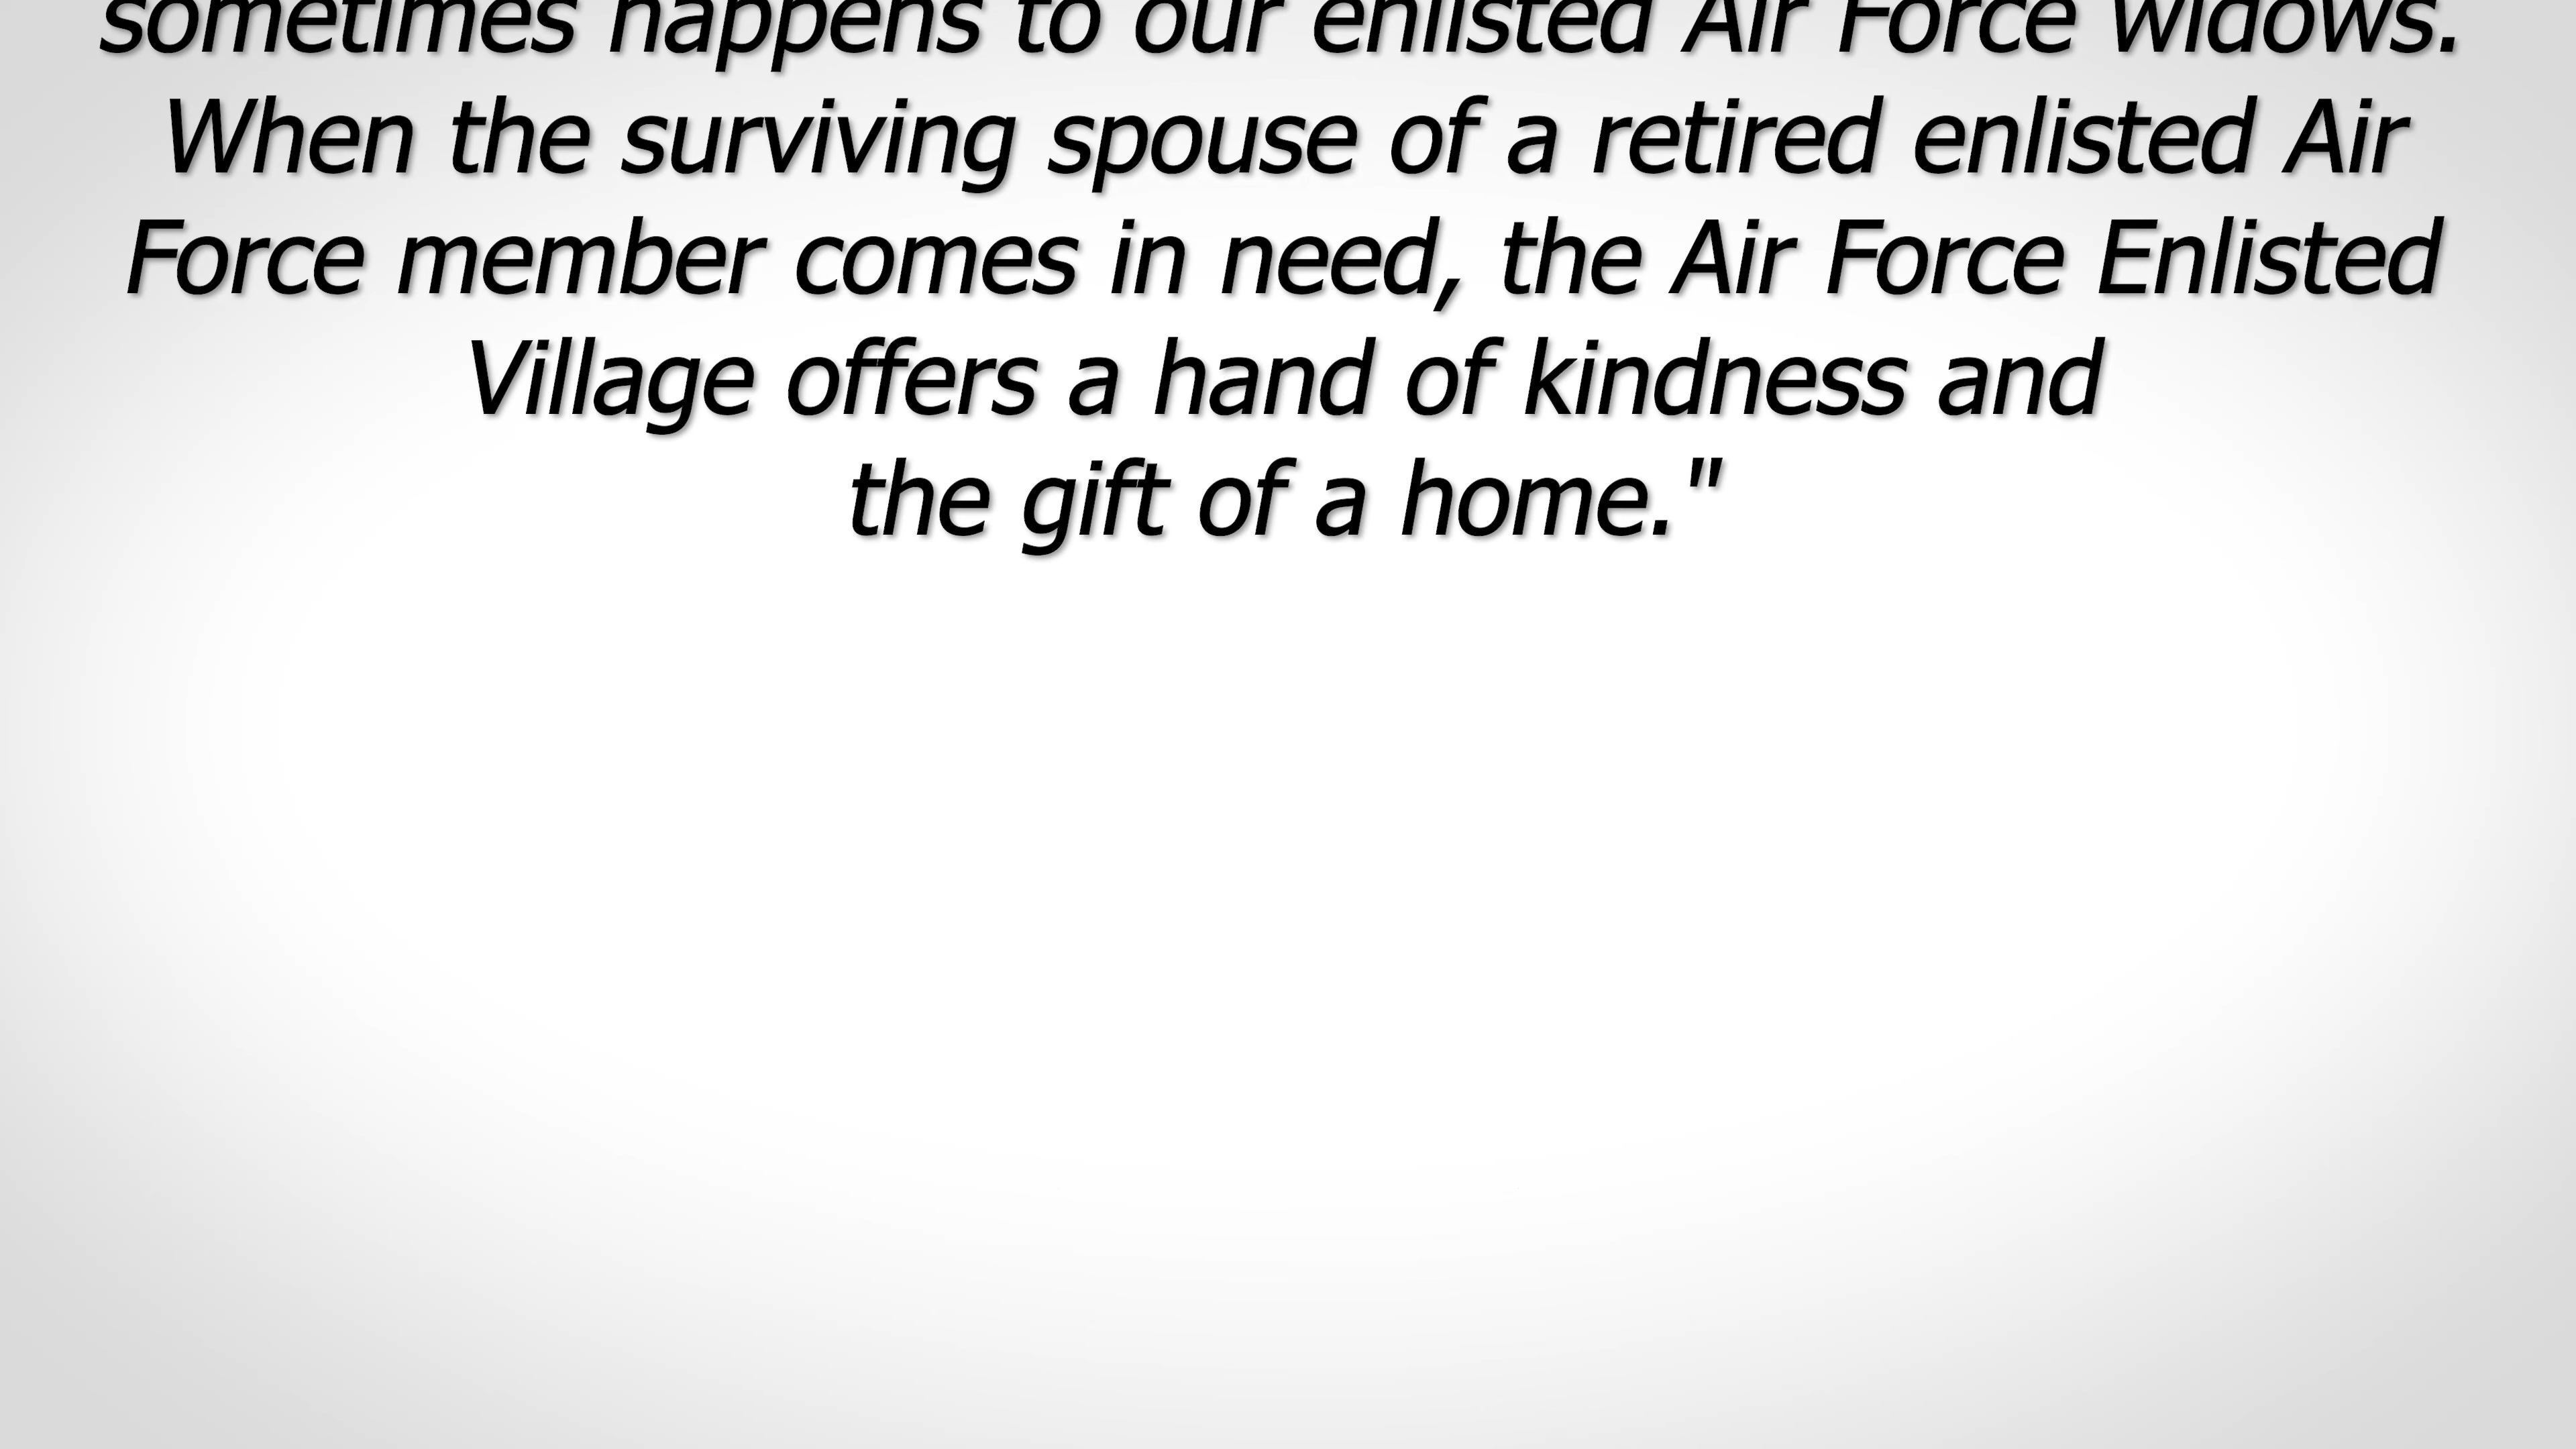 sometimes happens to our enlisted Air Force widows.
When the surviving spouse of a retired enlisted Air
Force member comes in need, the Air Force Enlisted
Village offers a hand of kindness and
the gift of a home."